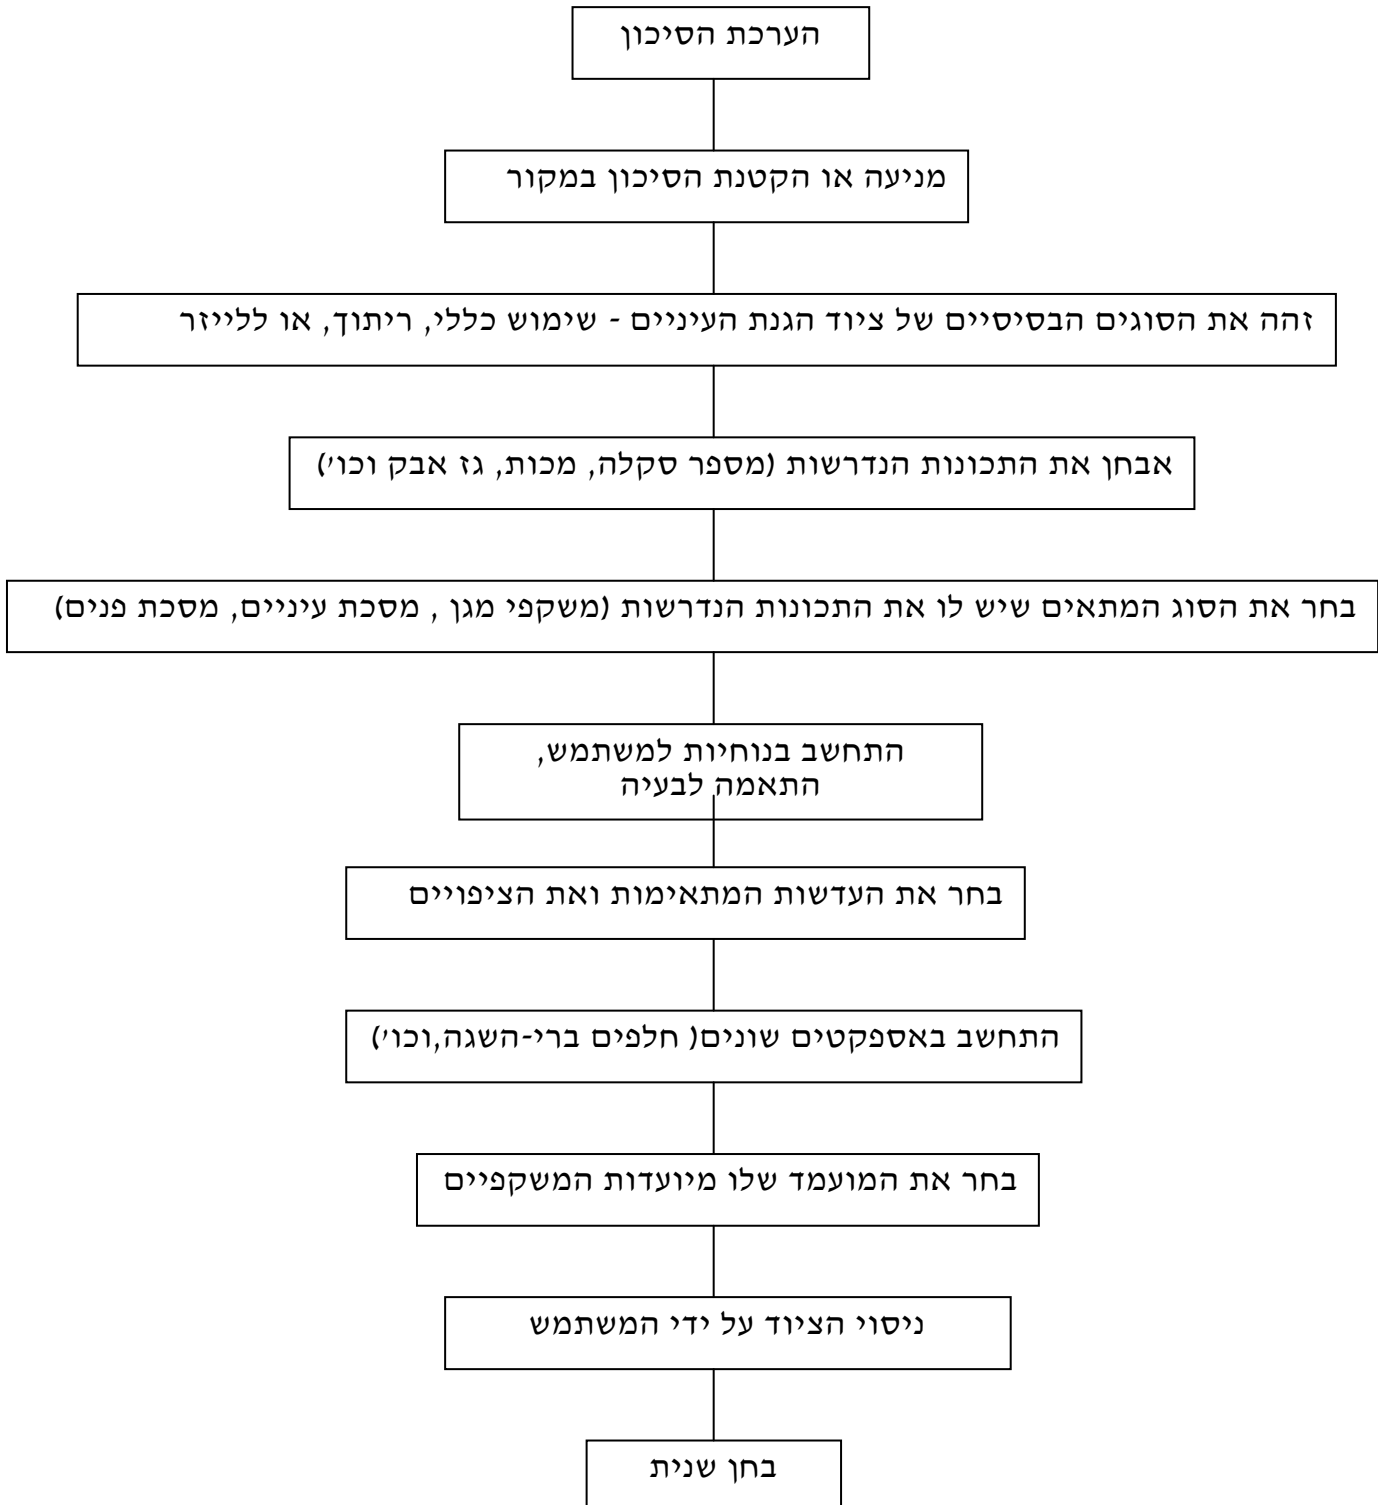 הערכת הסיכון
מניעה או הקטנת הסיכון במקור
זהה את הסוגים הבסיסיים של ציוד הגנת העיניים - שימוש כללי, ריתוך, או ללייזר
אבחן את התכונות הנדרשות (מספר סקלה, מכות, גז אבק וכו')
בחר את הסוג המתאים שיש לו את התכונות הנדרשות (משקפי מגן , מסכת עיניים, מסכת פנים)
התחשב בנוחיות למשתמש,
התאמה לבעיה
בחר את העדשות המתאימות ואת הציפויים
התחשב באספקטים שונים( חלפים ברי-השגה,וכו')
בחר את המועמד שלו מיועדות המשקפיים
ניסוי הציוד על ידי המשתמש
בחן שנית